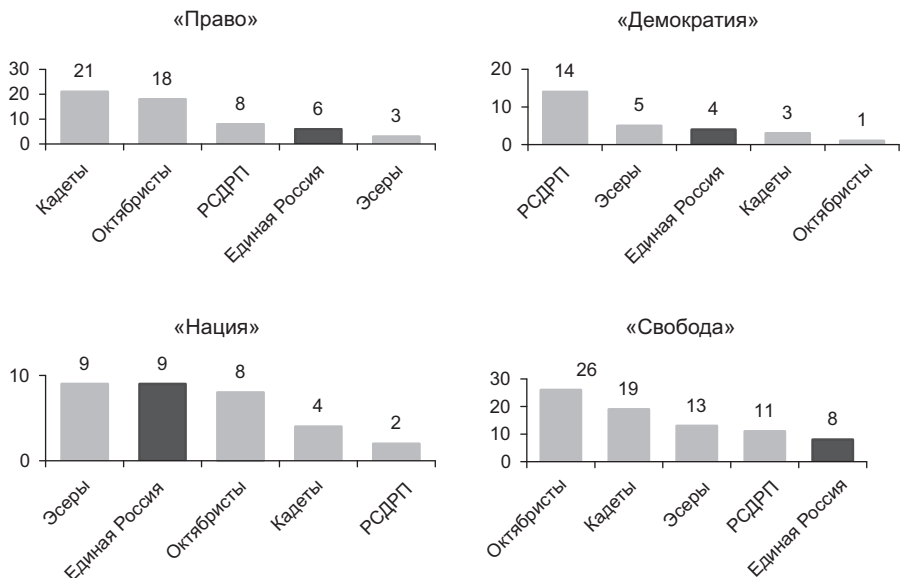 «Право»
30
20
10
0
21
18
8
6
3
Кадеты
Октябристы
РСДРП
Единая Россия
Эсеры
«Демократия»
20
10
0
14
5
4
3
1
РСДРП
Эсеры
Единая Россия
Кадеты
Октябристы
«Нация»
10
0
9
9
8
4
2
Эсеры
Единая Россия
Октябристы
Кадеты
РСДРП
«Свобода»
30
20
10
0
26
19
13
11
8
Октябристы
Кадеты
Эсеры
РСДРП
Единая Россия